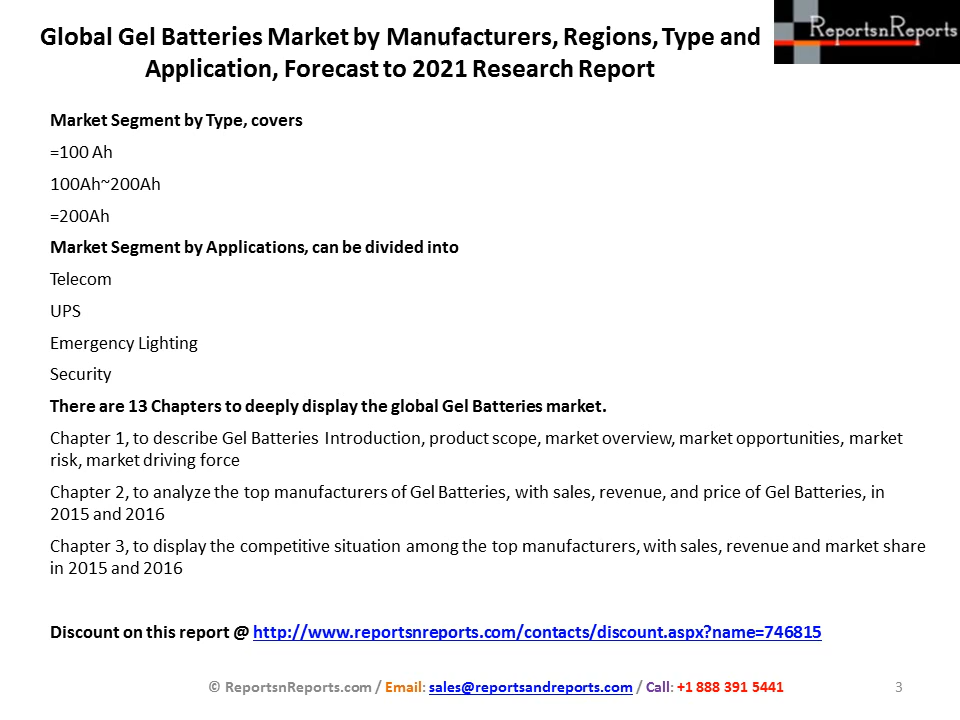 Global Gel Batteries Market by Manufacturers, Regions, Type and
Application, Forecast to 2021 Research Report
ReportsnReports
Market Segment by Type, covers
=100 Ah
100Ah~200Ah
=200Ah
Market Segment by Applications, can be divided into
Telecom
UPS
Emergency Lighting
Security
There are 13 Chapters to deeply display the global Gel Batteries market.
Chapter 1, to describe Gel Batteries Introduction, product scope, market overview, market opportunities, market
risk, market driving force
Chapter 2, to analyze the top manufacturers of Gel Batteries, with sales, revenue, and price of Gel Batteries, in
2015 and 2016
Chapter 3, to display the competitive situation among the top manufacturers, with sales, revenue and market share
in 2015 and 2016
Discount on this report @ http://www.reportsnreports.com/contacts/discount.aspx?name=746815
© ReportsnReports.com / Email: sales@reportsandreports.com / Call: +1 888 391 5441
3